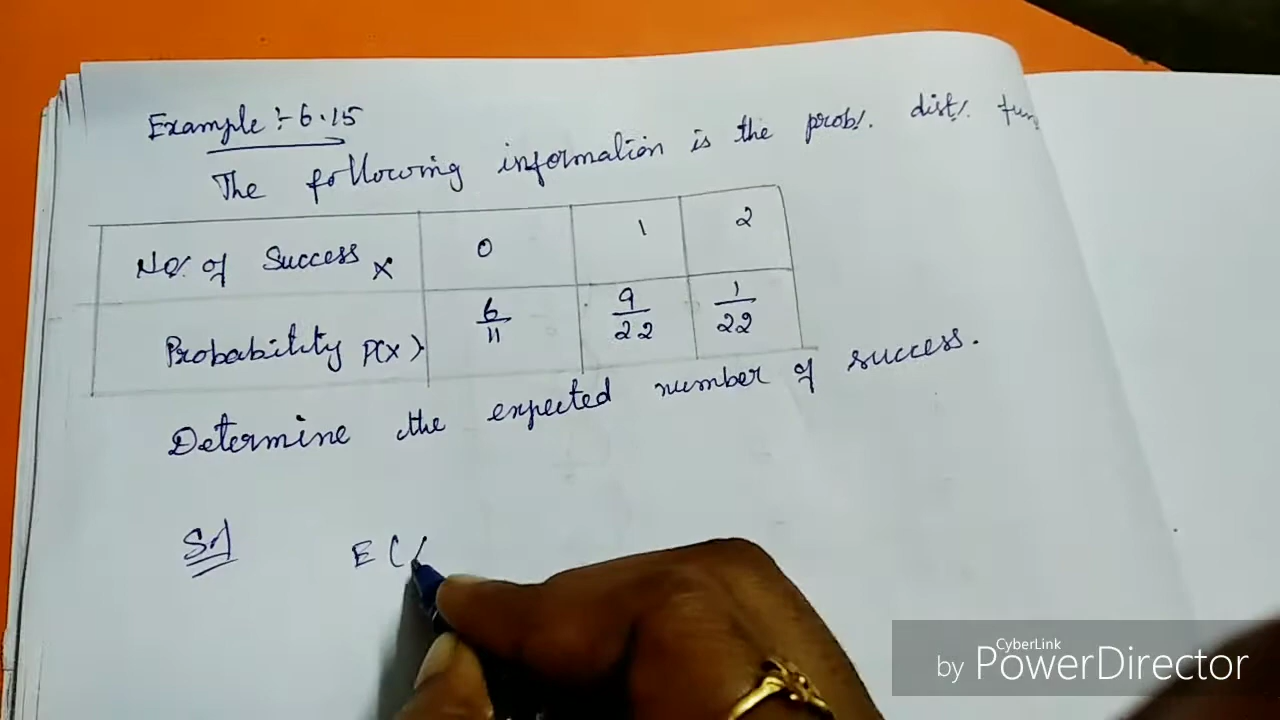 Example :- 6.15
The following information is the prob/. dist/. fun
No/. of Success X 0 1 2
Probability P(X) 6/11 9/22 1/22
Determine the expected number of success.
Sol
E (
CyberLink
by PowerDirector